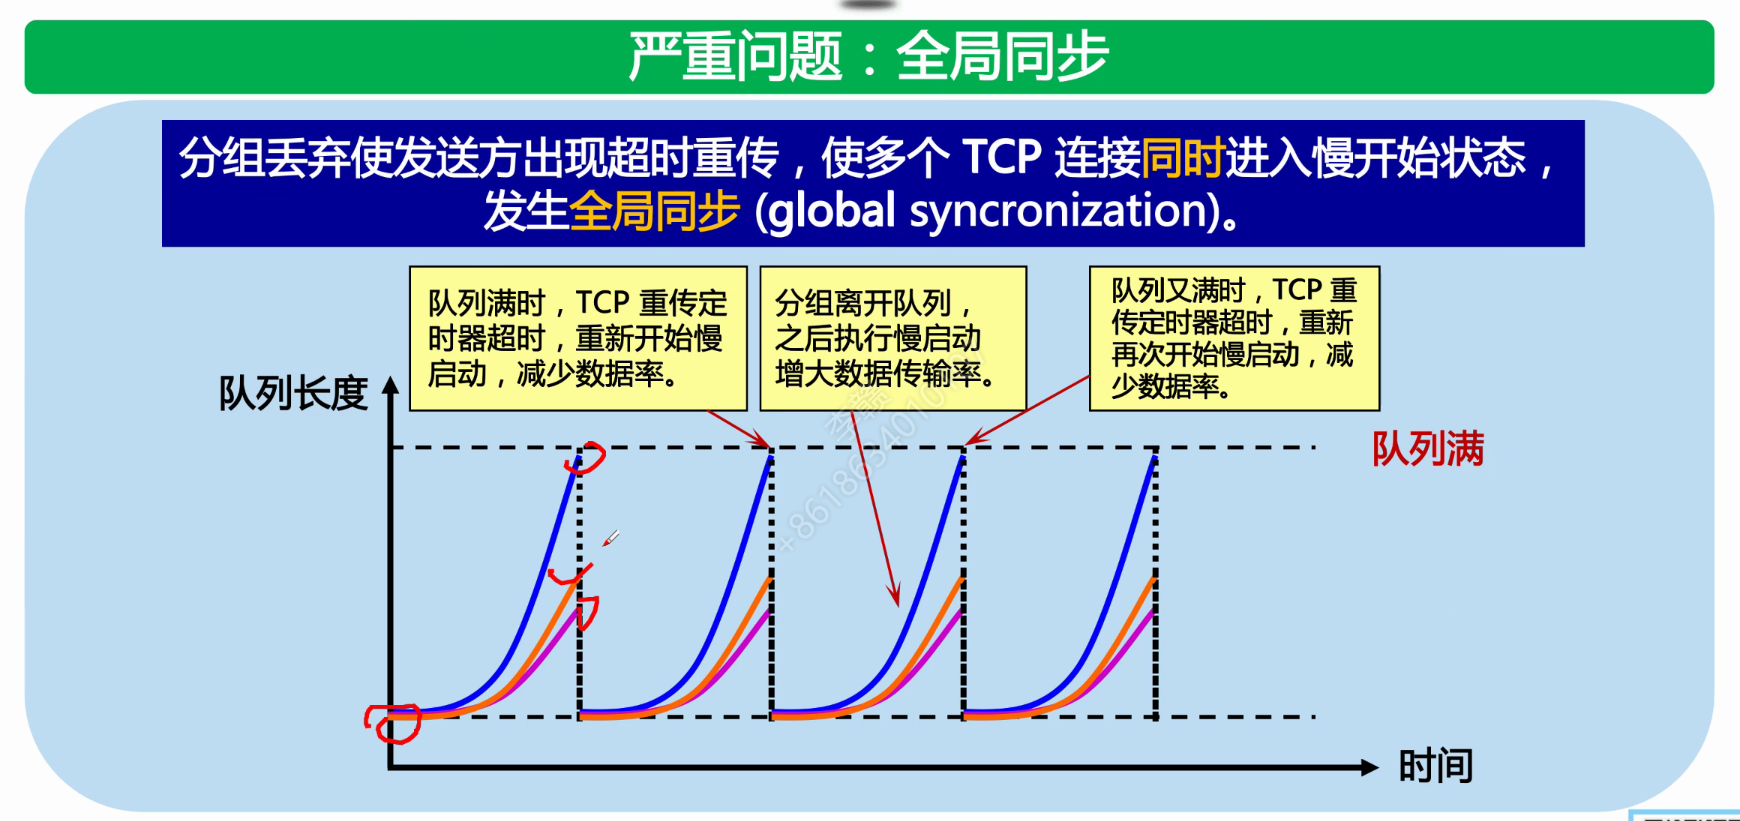 严重问题：全局同步
分组丢弃使发送方出现超时重传，使多个 TCP 连接同时进入慢开始状态，
发生全局同步 (global syncronization)。
队列满时，TCP 重传定
时器超时，重新开始慢
启动，减少数据率。
分组离开队列，
之后执行慢启动
增大数据传输率。
队列又满时，TCP 重
传定时器超时，重新
再次开始慢启动，减
少数据率。
队列长度
队列满
时间